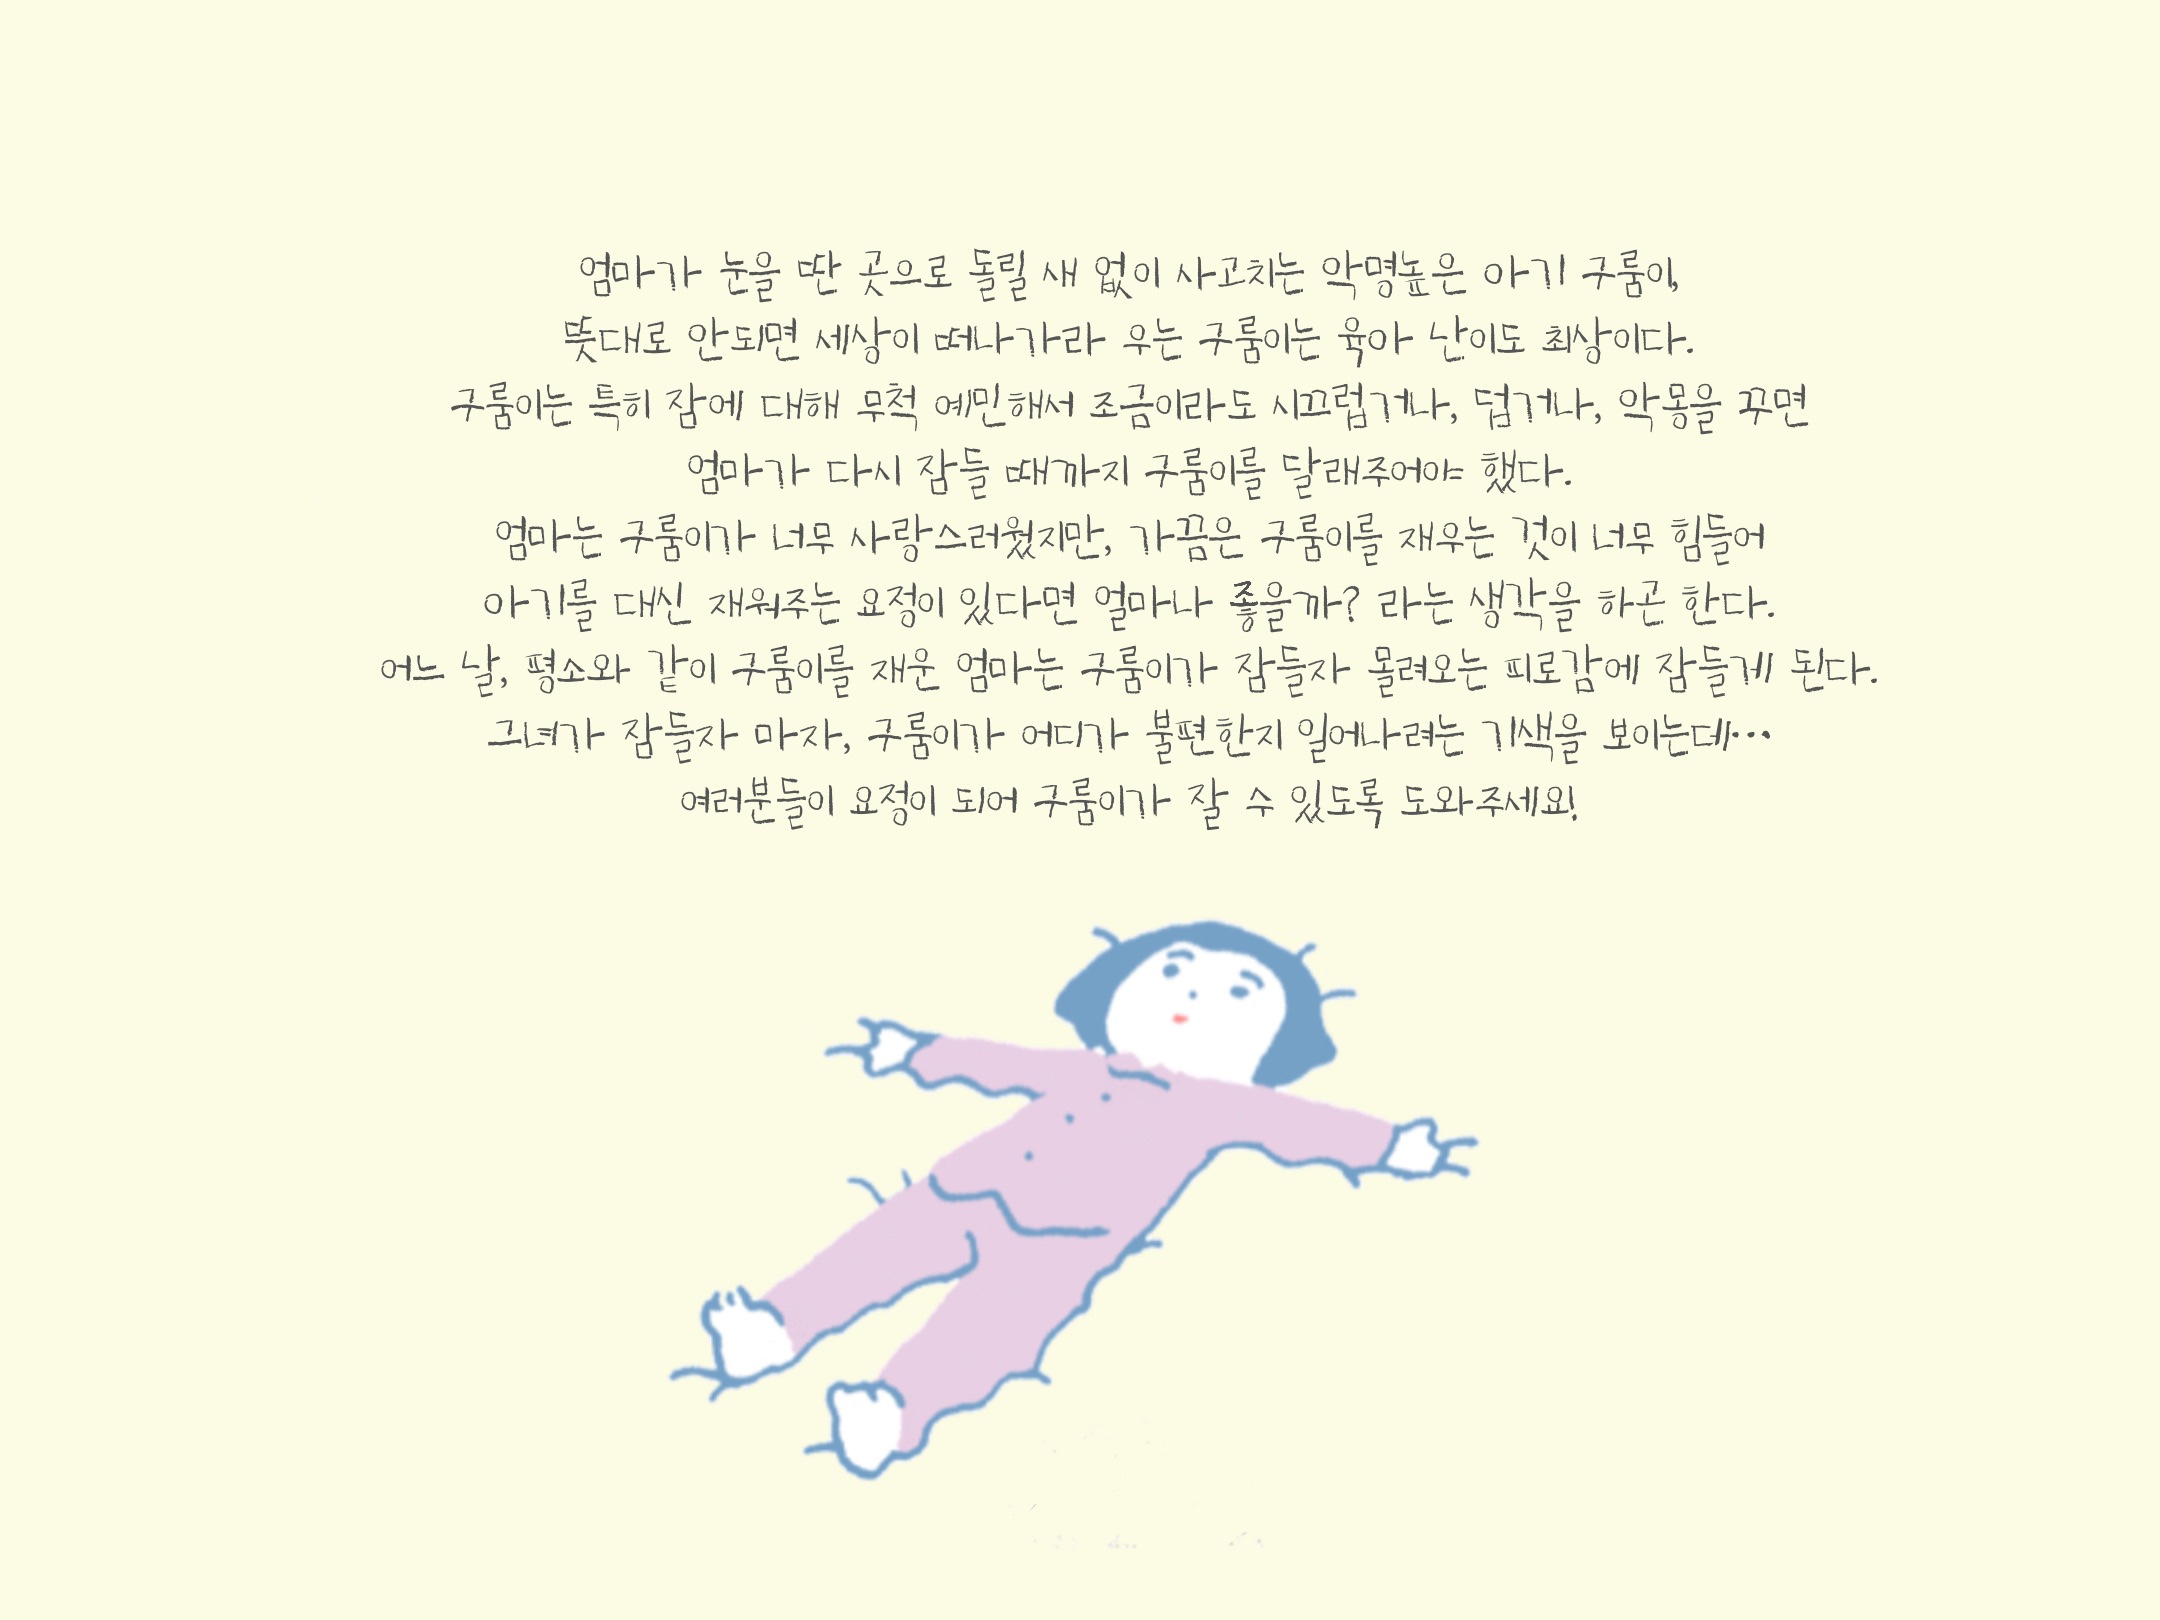 엄마가 눈을 딴 곳으로 돌릴 새 없이 사고치는 악명높은 아기 구룸이,
뜻대로 안되면 세상이 떠나가라 우는 구룸이는 육아 난이도 최상이다.
구룸이는 특히 잠에 대해 무척 예민해서 조금이라도 시끄럽거나, 덥거나, 악몽을 꾸면
엄마가 다시 잠들 때까지 구룸이를 달래주어야 했다.
엄마는 구룸이가 너무 사랑스러웠지만, 가끔은 구룸이를 재우는 것이 너무 힘들어
아기를 대신 재워주는 요정이 있다면 얼마나 좋을까? 라는 생각을 하곤 한다.
어느 날, 평소와 같이 구룸이를 재운 엄마는 구룸이가 잠들자 몰려오는 피로감에 잠들게 된다.
그녀가 잠들자 마자, 구룸이가 어디가 불편한지 일어나려는 기색을 보이는데…
여러분들이 요정이 되어 구룸이가 잘 수 있도록 도와주세요!